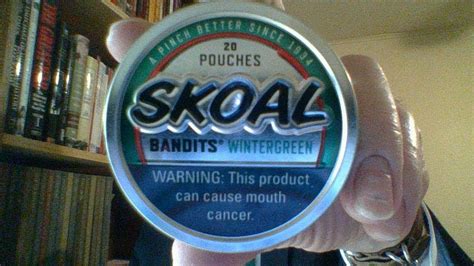 A PINCH BETTER SINCE 1934
20
POUCHES
SKOAL
BANDITS® WINTERGREEN
WARNING: This product
can cause mouth
cancer.